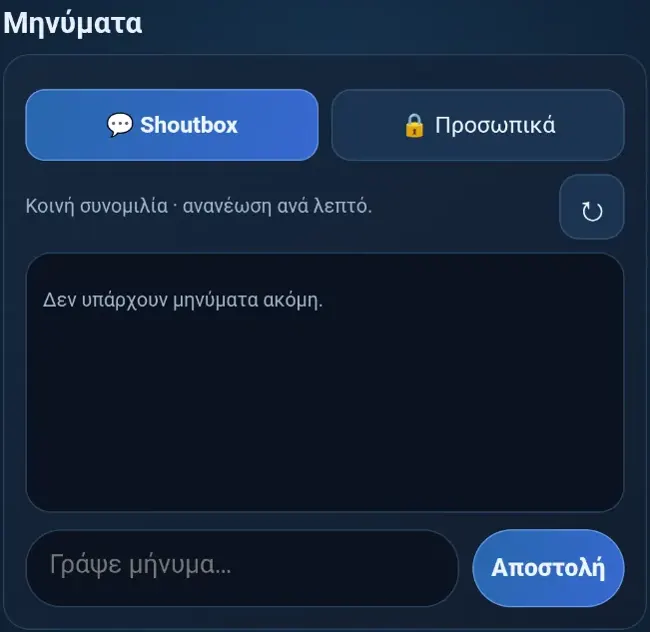 Μηνύματα
💬 Shoutbox
🔒 Προσωπικά
Κοινή συνομιλία · ανανέωση ανά λεπτό.
↻
Δεν υπάρχουν μηνύματα ακόμη.
Γράψε μήνυμα...
Αποστολή